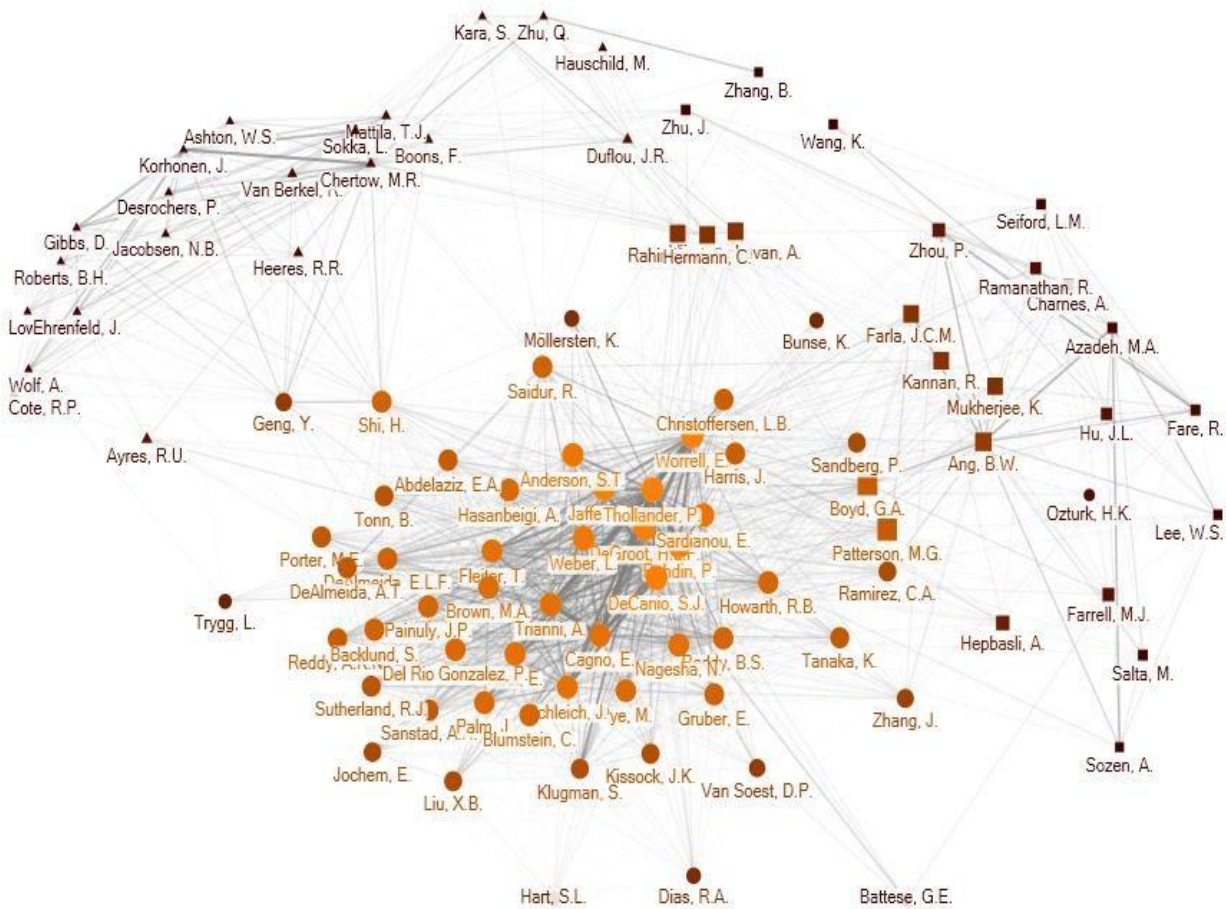 Kara, S.
Zhu, Q.
Hauschild, M.
Zhang, B.
Ashton, W.S.
Mattila, T.J.
Sokka, L.
Boons, F.
Duflou, J.R.
Zhu, J.
Wang, K.
Korhonen, J.
Van Berkel,
Chertow, M.R.
Desrochers, P.
Seiford, L.M.
Gibbs, D.
Jacobsen, N.B.
Heeres, R.R.
Hermann, C.
Zhou, P.
Roberts, B.H.
Ramanathan, R.
Charnes, A.
Ehrenfeld, J.
Möllersten, K.
Bunse, K.
Farla, J.C.M.
Azadeh, M.A.
Wolf, A.
Cote, R.P.
Saidur, R.
Kannan, R.
Mukherjee, K.
Geng, Y.
Shi, H.
Christoffersen, L.B.
Hu, J.L.
Fare, R.
Ayres, R.U.
Worrell, E.
Harris, J.
Sandberg, P.
Ang, B.W.
Abdelaziz, E.A.
Anderson, S.T
Boyd, G.A.
Ozturk, H.K.
Tonn, B.
Hasanbeigi, A.
Thollander, P.
Sardianou, E.
Lee, W.S.
Porter, M.E.
Fleiter, T.
Weber, L.
Patterson, M.G.
DeAlmeida, E.L.F.
DeAlmeida, A.T.
Ramirez, C.A.
Trygg, L.
Brown, M.A.
DeCanio, S.J.
Howarth, R.B.
Farrell, M.J.
Painuly, J.P.
Trianni, A.
Hepbasli, A.
Backlund, S.
Cagno, E.
Nagesha, N.
Tanaka, K.
Salta, M.
Del Rio Gonzalez, P.
Sutherland, R.J.
Sanstad, A.
Palm, J
Blumstein, C.
Gruber, E.
Zhang, J.
Sozen, A.
Jochem, E.
Liu, X.B.
Klugman, S.
Kissock, J.K.
Van Soest, D.P.
Hart, S.L.
Dias, R.A.
Battese, G.E.